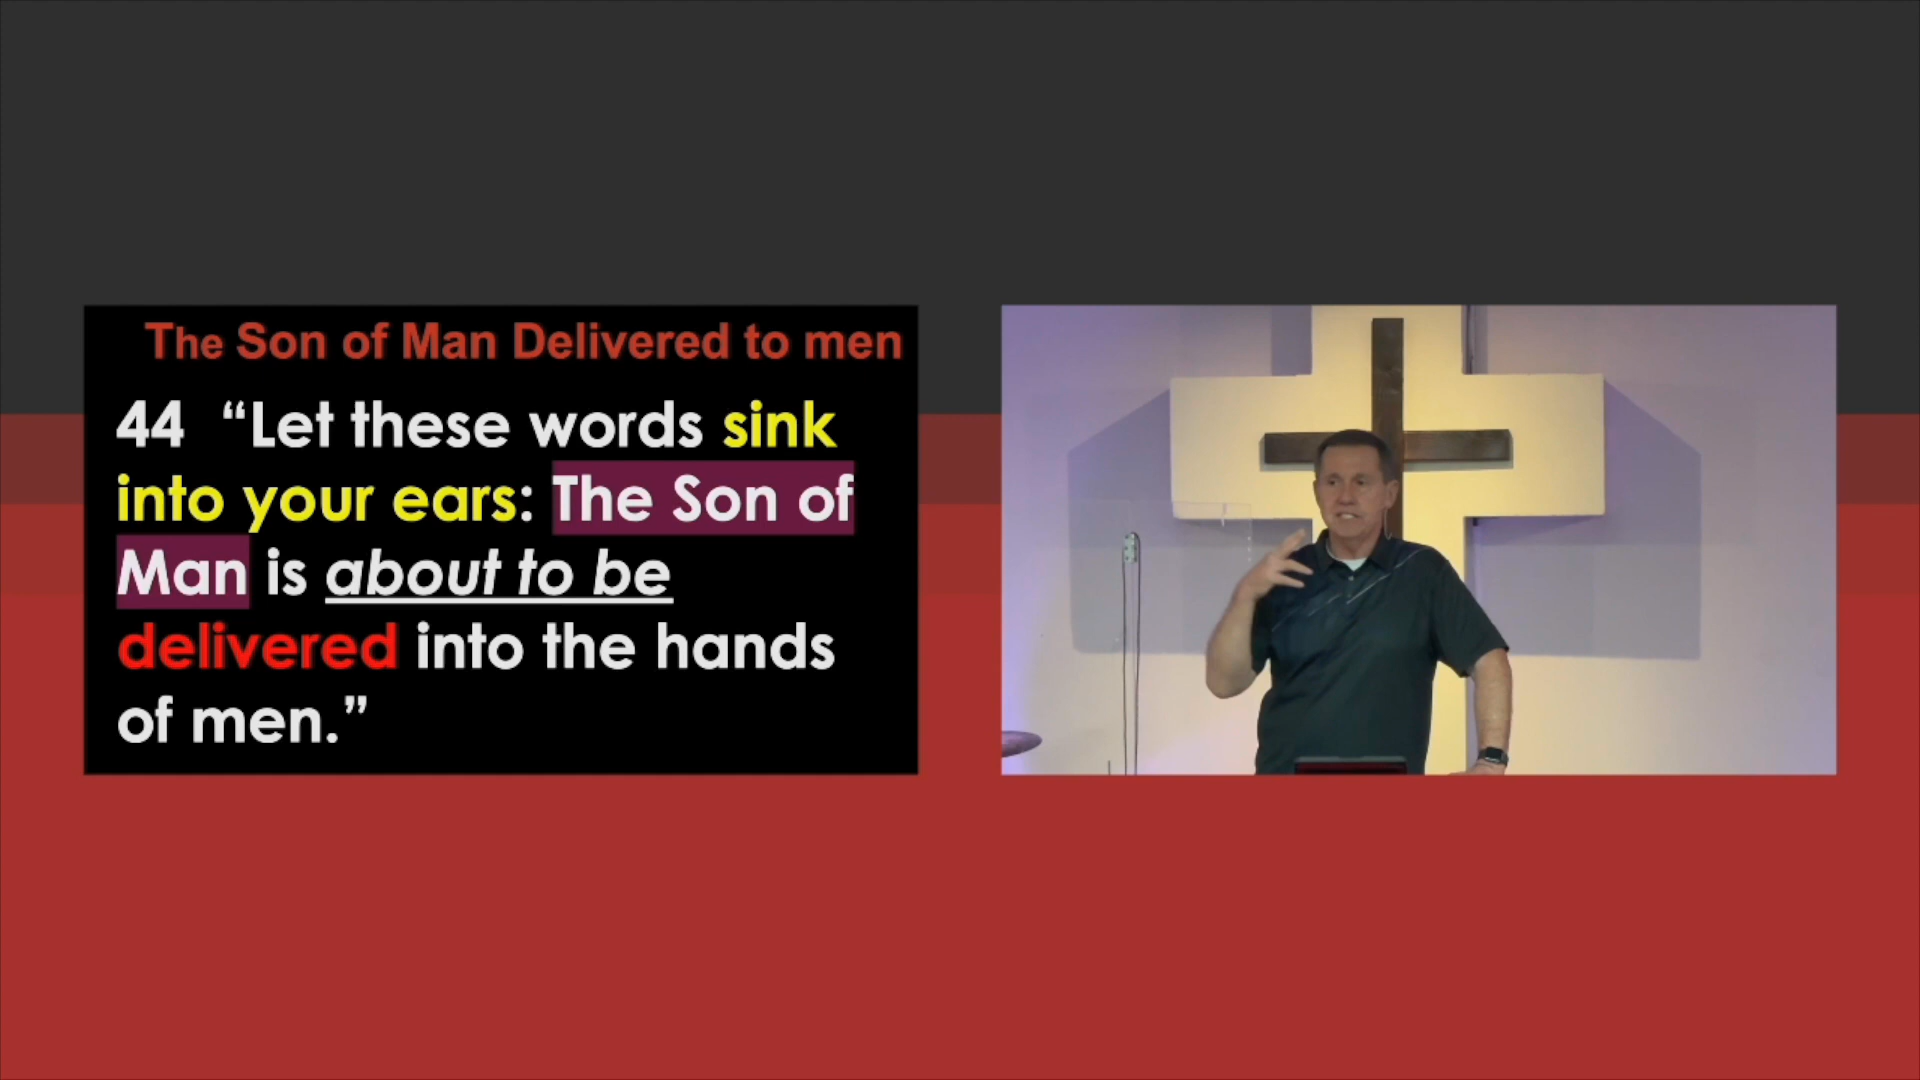 The Son of Man Delivered to men
44 “Let these words sink
into your ears: The Son of
Man is about to be
delivered into the hands
of men.”